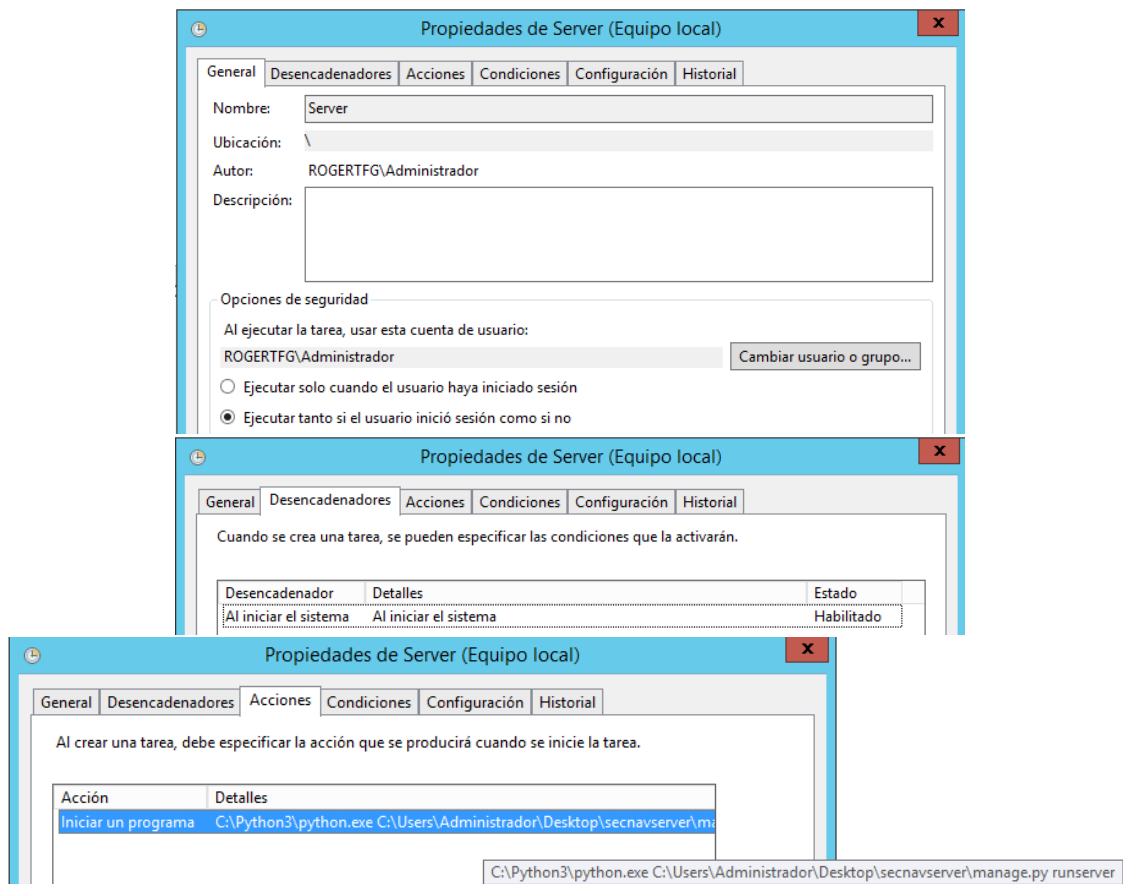 Propiedades de Server (Equipo local)
x
General Desencadenadores Acciones Condiciones Configuración Historial
Nombre: Server
Ubicación: \
Autor: ROGERTFG\Administrador
Descripción:
Opciones de seguridad
Al ejecutar la tarea, usar esta cuenta de usuario:
ROGERTFG\Administrador Cambiar usuario o grupo...
Ejecutar solo cuando el usuario haya iniciado sesión
Ejecutar tanto si el usuario inició sesión como si no
Propiedades de Server (Equipo local)
x
General Desencadenadores Acciones Condiciones Configuración Historial
Cuando se crea una tarea, se pueden especificar las condiciones que la activarán.
Desencadenador Detalles Estado
Al iniciar el sistema Al iniciar el sistema Habilitado
Propiedades de Server (Equipo local)
x
General Desencadenadores Acciones Condiciones Configuración Historial
Al crear una tarea, debe especificar la acción que se producirá cuando se inicie la tarea.
Acción Detalles
Iniciar un programa C:\Python3\python.exe C:\Users\Administrador\Desktop\secnavserver\ma
C:\Python3\python.exe C:\Users\Administrador\Desktop\secnavserver\manage.py runserver